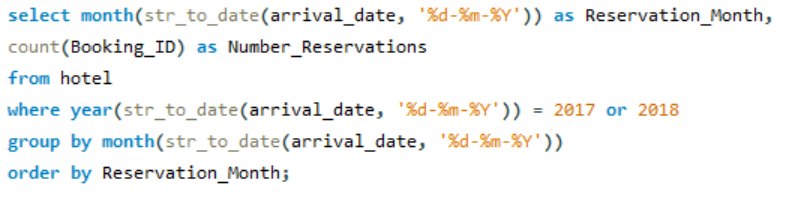 select month(str_to_date(arrival_date, '%d-%m-%Y')) as Reservation_Month,
count(Booking_ID) as Number_Reservations
from hotel
where year(str_to_date(arrival_date, '%d-%m-%Y')) = 2017 or 2018
group by month(str_to_date(arrival_date, '%d-%m-%Y'))
order by Reservation_Month;